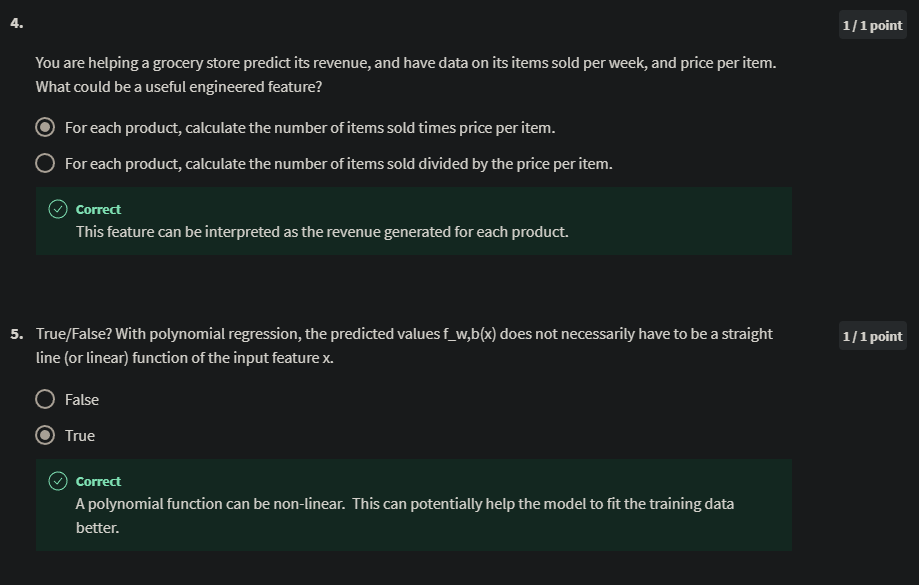 4.
1 / 1 point
You are helping a grocery store predict its revenue, and have data on its items sold per week, and price per item.
What could be a useful engineered feature?
For each product, calculate the number of items sold times price per item.
For each product, calculate the number of items sold divided by the price per item.
Correct
This feature can be interpreted as the revenue generated for each product.
5. True/False? With polynomial regression, the predicted values f_w,b(x) does not necessarily have to be a straight
1 / 1 point
line (or linear) function of the input feature x.
False
True
Correct
A polynomial function can be non-linear.  This can potentially help the model to fit the training data
better.